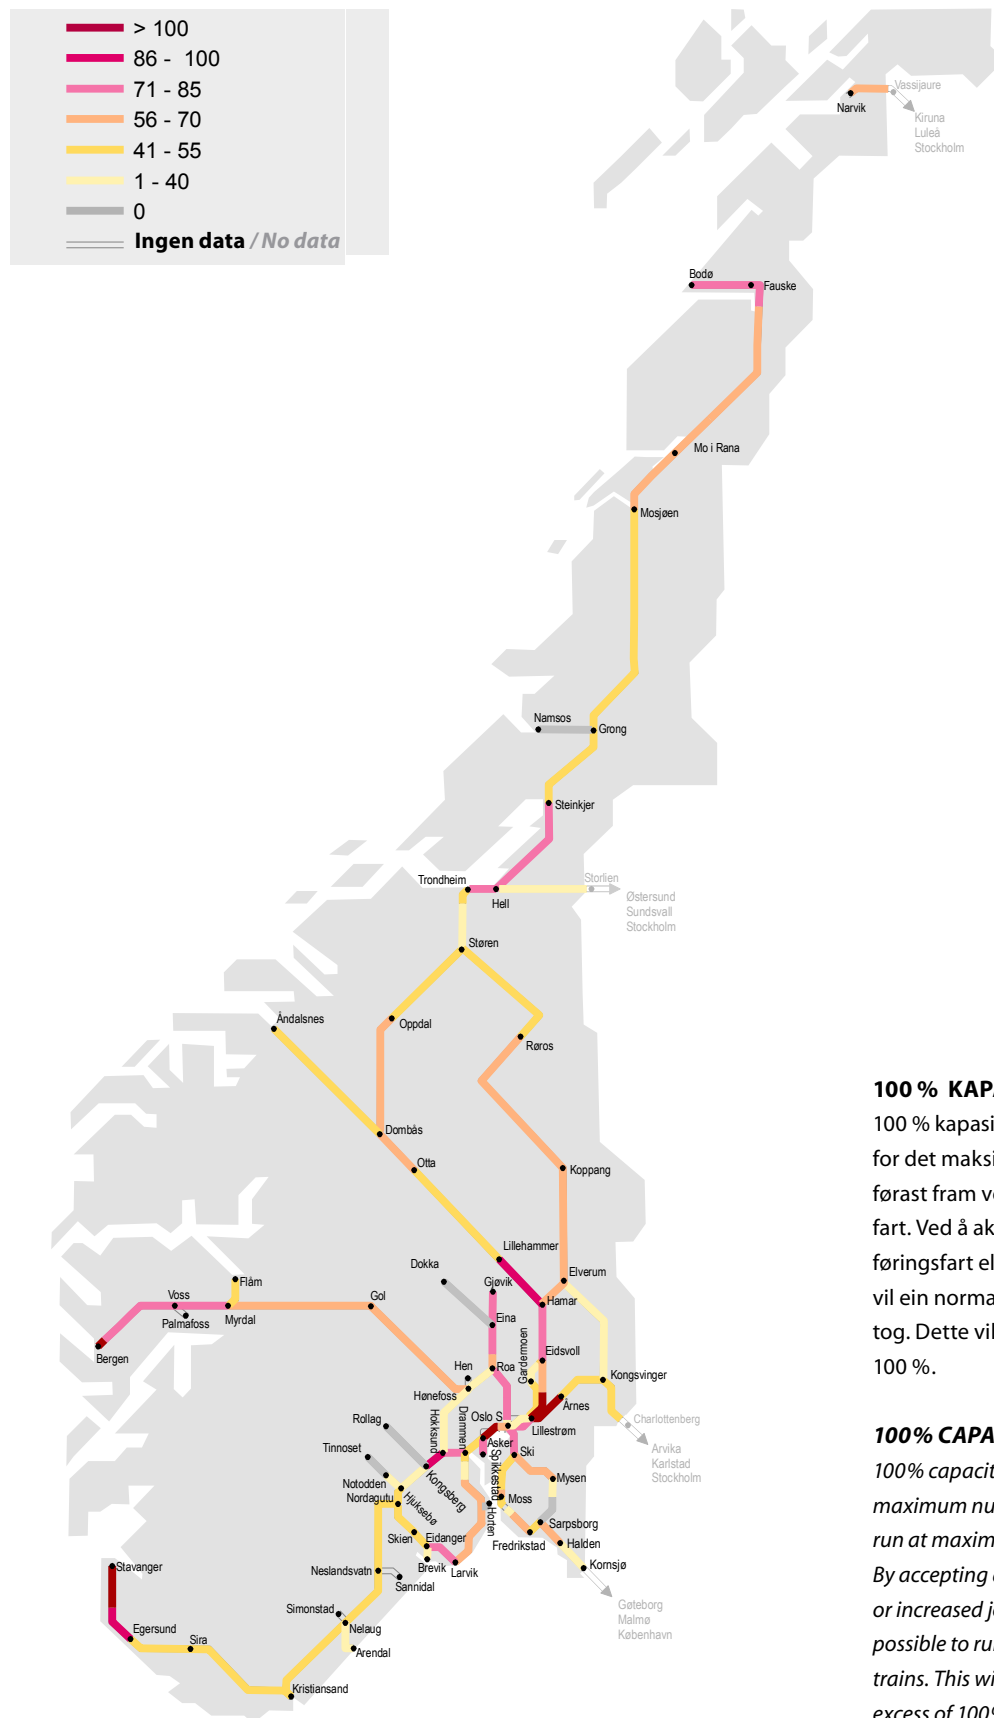 > 100
86 - 100
71 - 85
56 - 70
41 - 55
1 - 40
0
Ingen data / No data
Vassijaure
Narvik
Kiruna
Luleå
Stockholm
Bodø
Fauske
Mo i Rana
Mosjøen
Namsos
Grong
Steinkjer
Trondheim
Hell
Storlien
Østersund
Sundsvall
Stockholm
Støren
Åndalsnes
Oppdal
Røros
Dombås
Otta
Koppang
Lillehammer
Dokka
Gjøvik
Elverum
Flåm
Voss
Palmafoss
Myrdal
Gol
Hamar
Eina
Bergen
Gardermoen
Eidsvoll
Hen
Roa
Kongsvinger
Hønefoss
Årnes
Rollag
Hokksund
Drammen
Oslo S
Lillestrøm
Charlottenberg
Arvika
Karlstad
Stockholm
Tinnoset
Asker
Spikkestad
Ski
Notodden
Kongsberg
Mysen
Nordagutu
Hjuksebø
Moss
Horten
Sarpsborg
Skien
Eidanger
Fredrikstad
Halden
Stavanger
Neslandsvatn
Brevik
Larvik
Kornsjø
Sannidal
Simonstad
Nelaug
Gøteborg
Malmø
København
Egersund
Sira
Arendal
Kristiansand
100 % KAPA
100 % kapasi
for det maksi
førast fram ve
fart. Ved å ak
føringsfart el
vil ein norma
tog. Dette vil
100 %.
100% CAPA
100% capacit
maximum nu
run at maxim
By accepting a
or increased jo
possible to ru
trains. This wi
excess of 100%